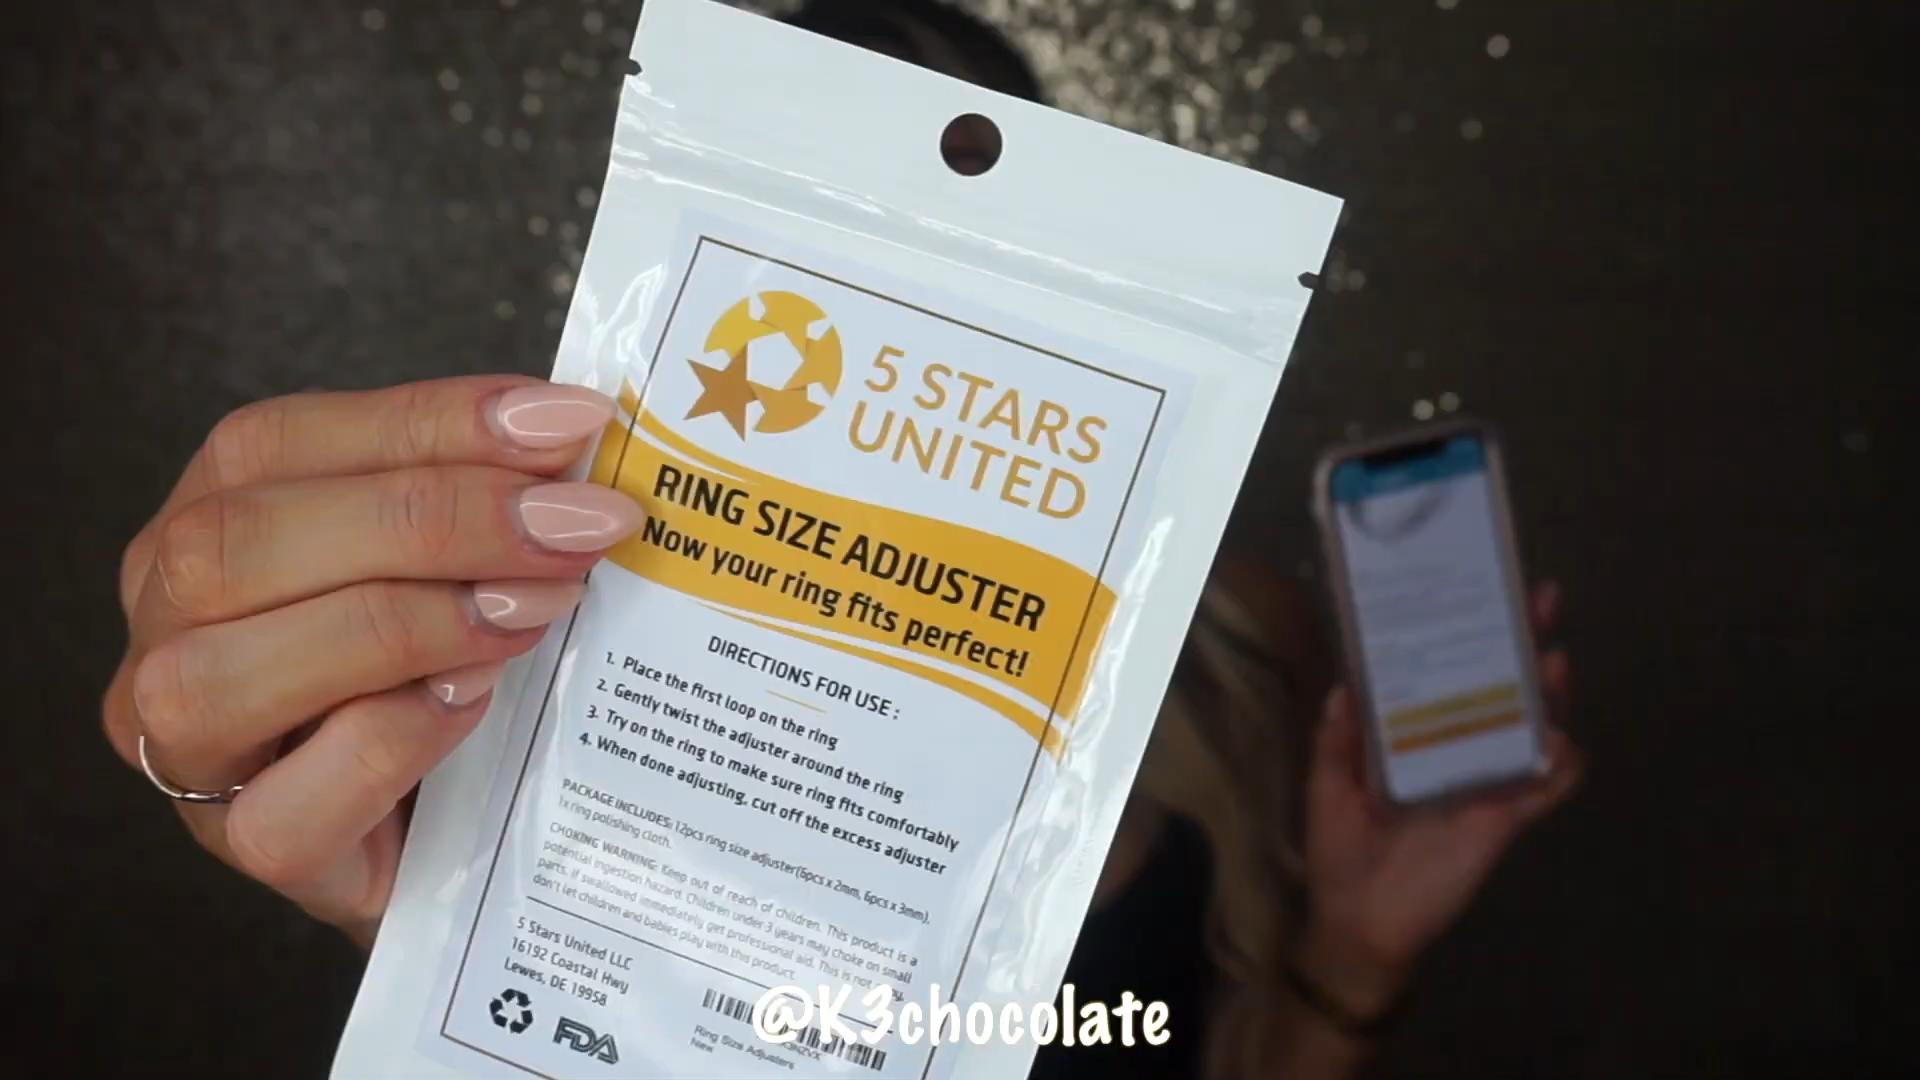 5 STARS
UNITED
RING SIZE ADJUSTER
Now your ring fits perfect!
DIRECTIONS FOR USE :
1. Place the first loop on the ring
2. Gently twist the adjuster around the ring
3. Try on the ring to make sure ring fits comfortably
4. When done adjusting, cut off the excess adjuster
PACKAGE INCLUDES: 12pcs ring size adjuster(6pcs x 2mm, 6pcs x 3mm),
1x ring polishing cloth.
CHOKING WARNING: Keep out of reach of children. This product is a
potential ingestion hazard. Children under 3 years may choke on small
parts. If swallowed immediately get professional aid. This is not
don't let children and babies play with this product.
5 Stars United LLC
16192 Coastal Hwy
Lewes, DE 19958
FDA
Ring Size Adjusters
New
@K3chocolate